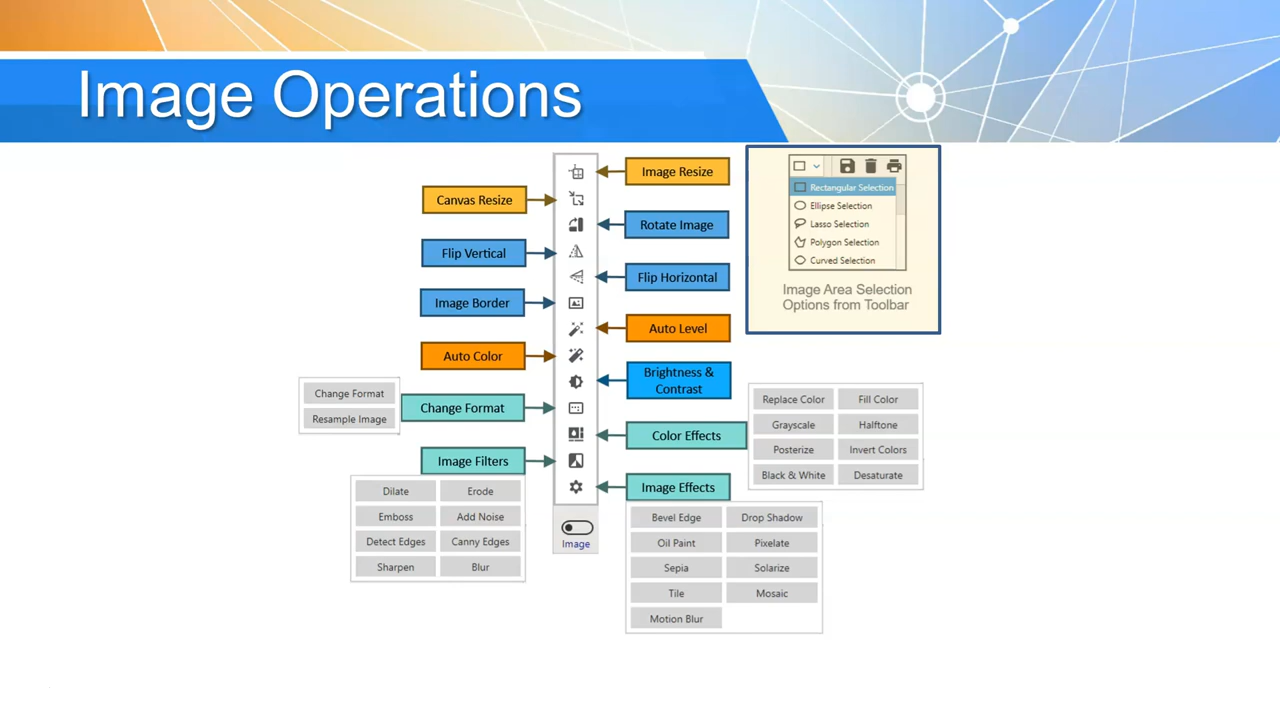 Image Operations
Image Resize
Canvas Resize
Rotate Image
Flip Vertical
Flip Horizontal
Image Border
Auto Level
Auto Color
Brightness &
Contrast
Change Format
Change Format
Resample Image
Color Effects
Replace Color
Fill Color
Grayscale
Halftone
Posterize
Invert Colors
Black & White
Desaturate
Image Filters
Dilate
Erode
Emboss
Add Noise
Detect Edges
Canny Edges
Sharpen
Blur
Image Effects
Bevel Edge
Drop Shadow
Oil Paint
Pixelate
Sepia
Solarize
Tile
Mosaic
Motion Blur
Image
Rectangular Selection
Ellipse Selection
Lasso Selection
Polygon Selection
Curved Selection
Image Area Selection
Options from Toolbar